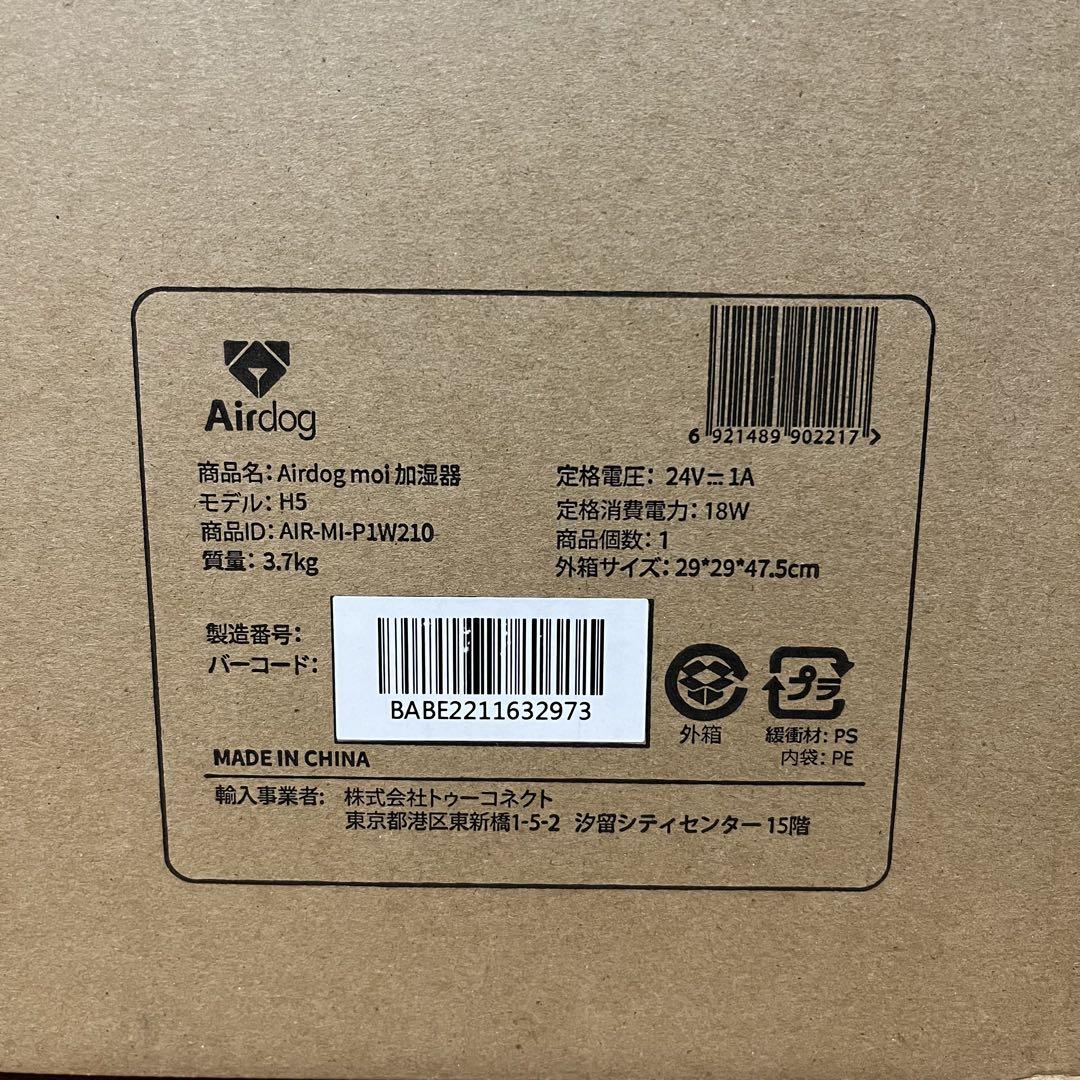 Airdog
6 921489 902217 >
商品名: Airdog moi 加湿器
モデル: H5
商品ID: AIR-MI-P1W210
質量: 3.7kg
定格電圧: 24V⎓1A
定格消費電力: 18W
商品個数: 1
外箱サイズ: 29*29*47.5cm
製造番号:
バーコード:
BABE2211632973
外箱
プラ
緩衝材: PS
内袋: PE
MADE IN CHINA
輸入事業者: 株式会社トゥーコネクト
東京都港区東新橋1-5-2 汐留シティセンター 15階